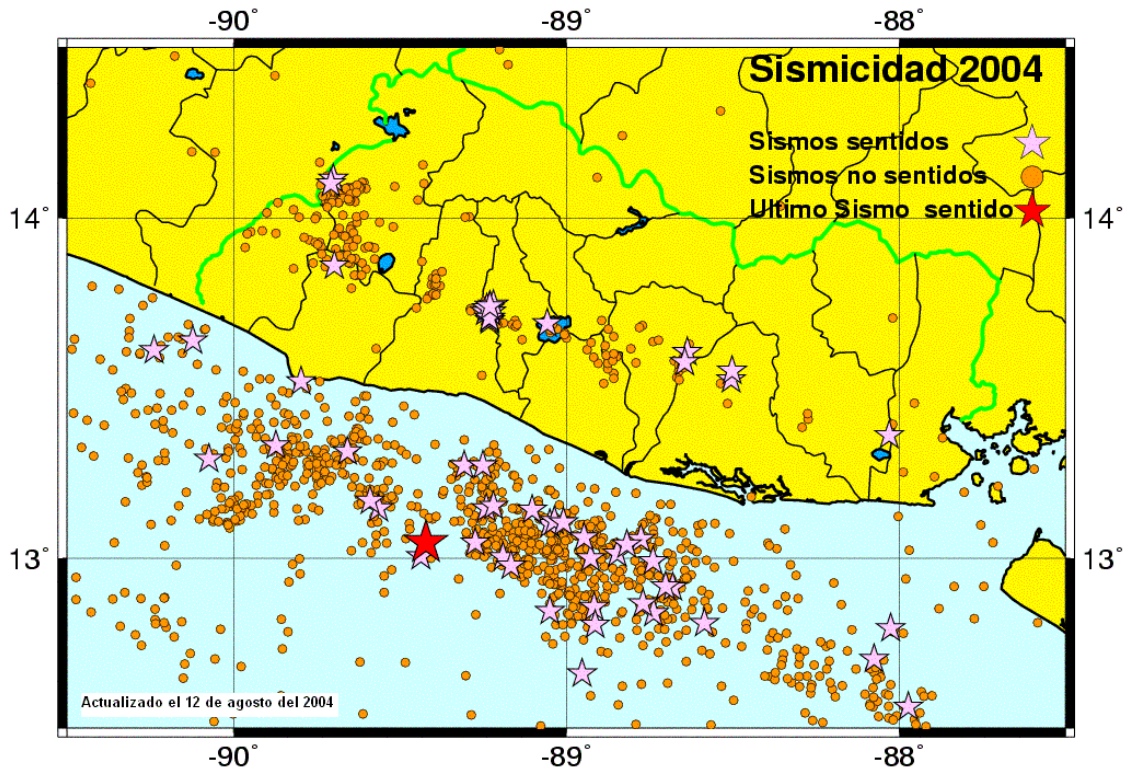 -90° -89° -88°
Sismicidad 2004
Sismos sentidos
Sismos no sentidos
Ultimo Sismo sentido
14° 14°
13° 13°
Actualizado el 12 de agosto del 2004
-90° -89° -88°